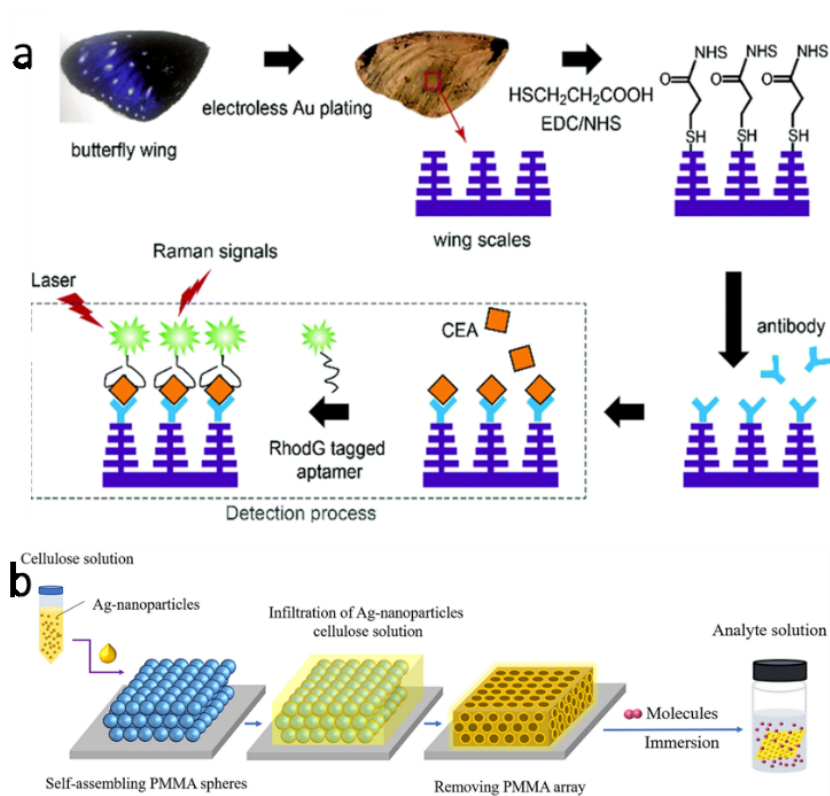 a
butterfly wing
electroless Au plating
HSCH2CH2COOH
EDC/NHS
wing scales
NHS
NHS
NHS
O
N
O
N
O
N
SH
SH
SH
antibody
CEA
RhodG tagged
aptamer
Raman signals
Laser
Detection process
b
Cellulose solution
Ag-nanoparticles
Infiltration of Ag-nanoparticles
cellulose solution
Analyte solution
Molecules
Immersion
Self-assembling PMMA spheres
Removing PMMA array